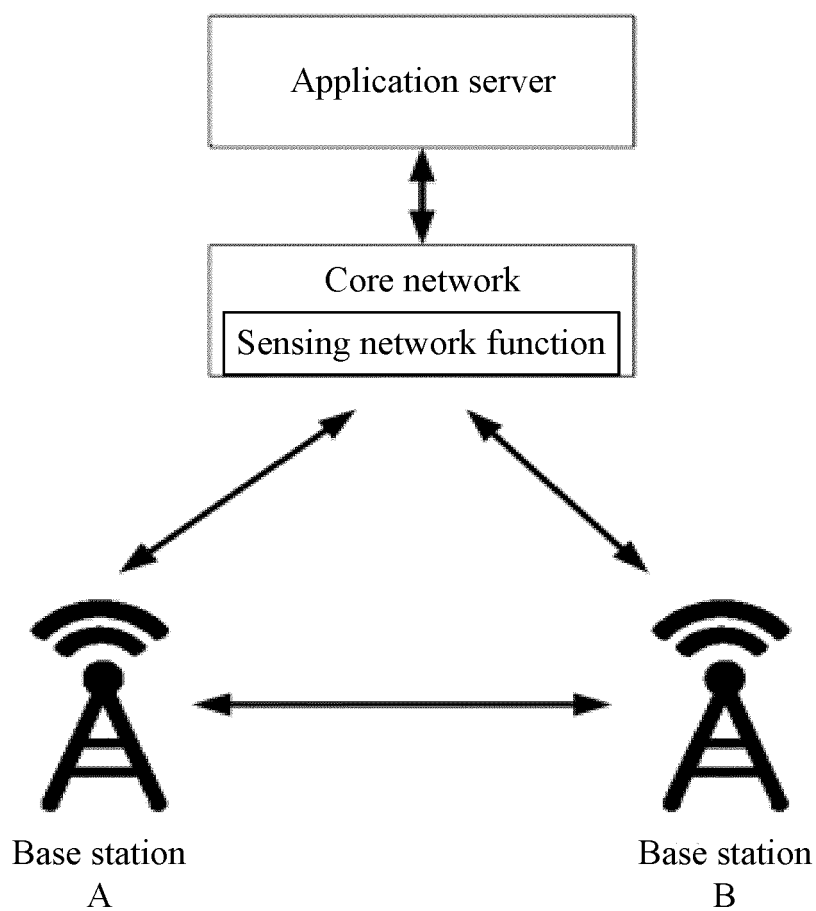 Application server
Core network
Sensing network function
Base station
A
Base station
B